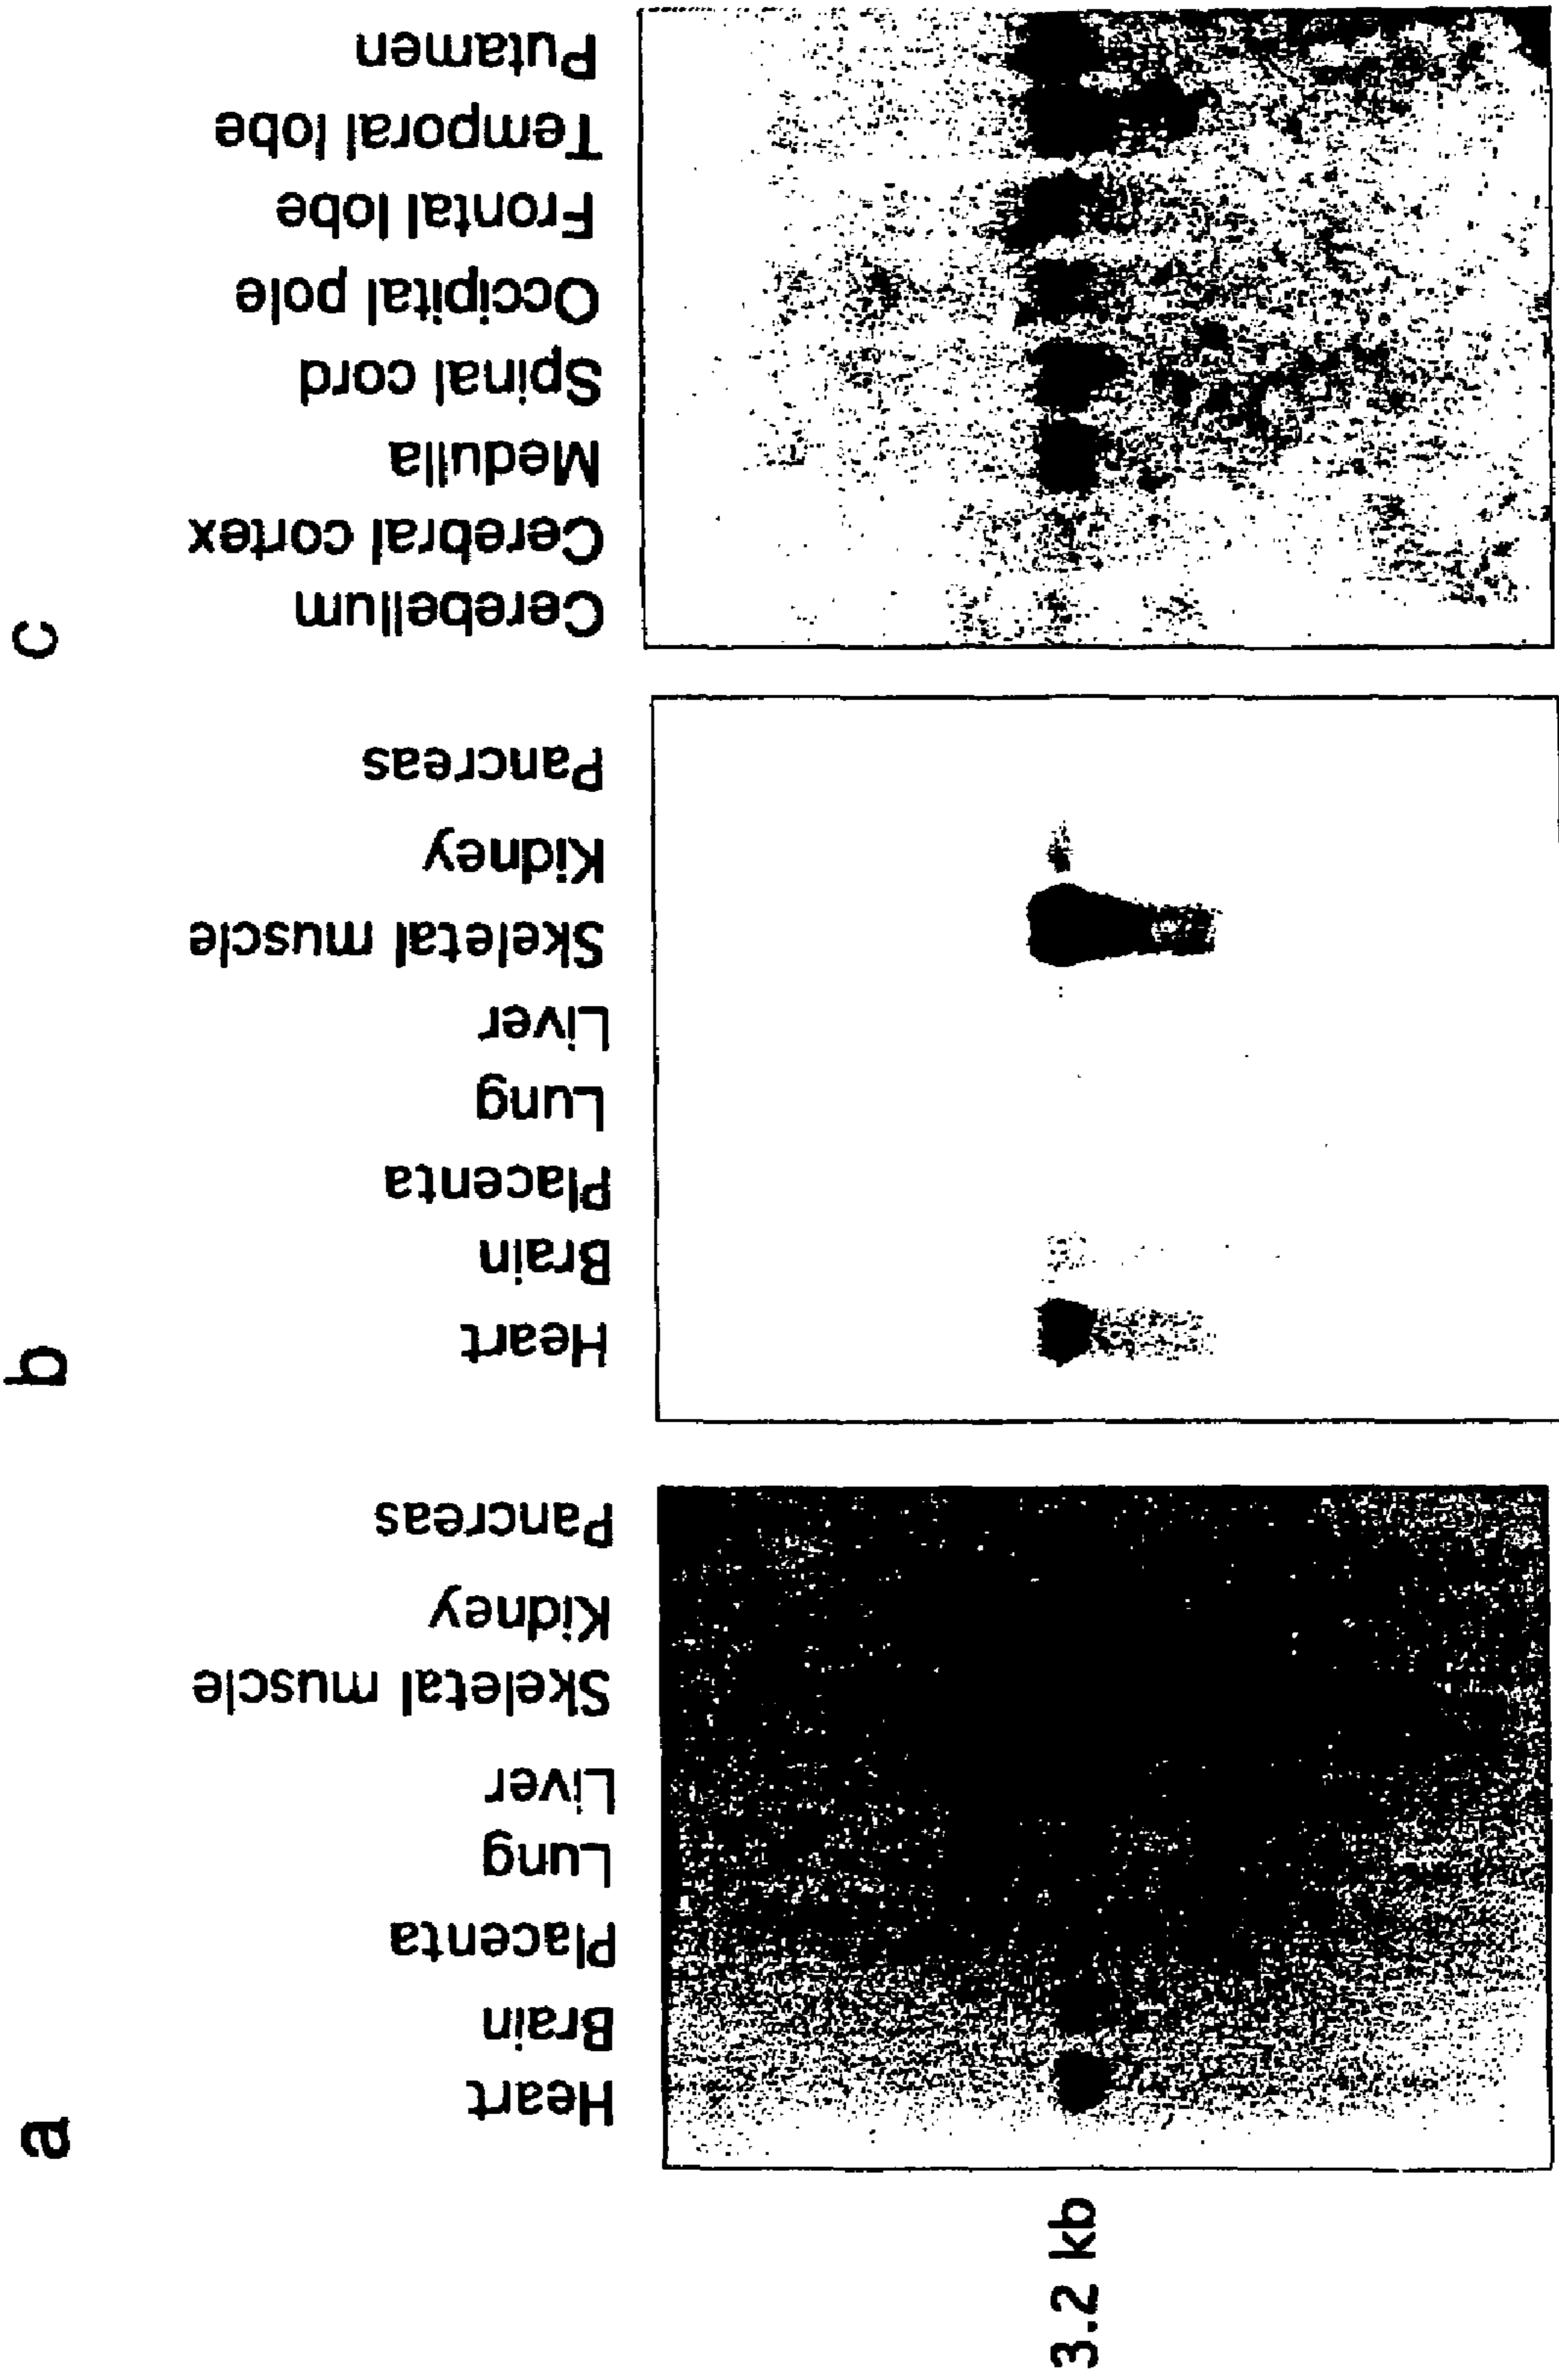 a
Heart
Brain
Placenta
Lung
Liver
Skeletal muscle
Kidney
Pancreas
3.2 kb
b
Heart
Brain
Placenta
Lung
Liver
Skeletal muscle
Kidney
Pancreas
c
Cerebellum
Cerebral cortex
Medulla
Spinal cord
Occipital pole
Frontal lobe
Temporal lobe
Putamen